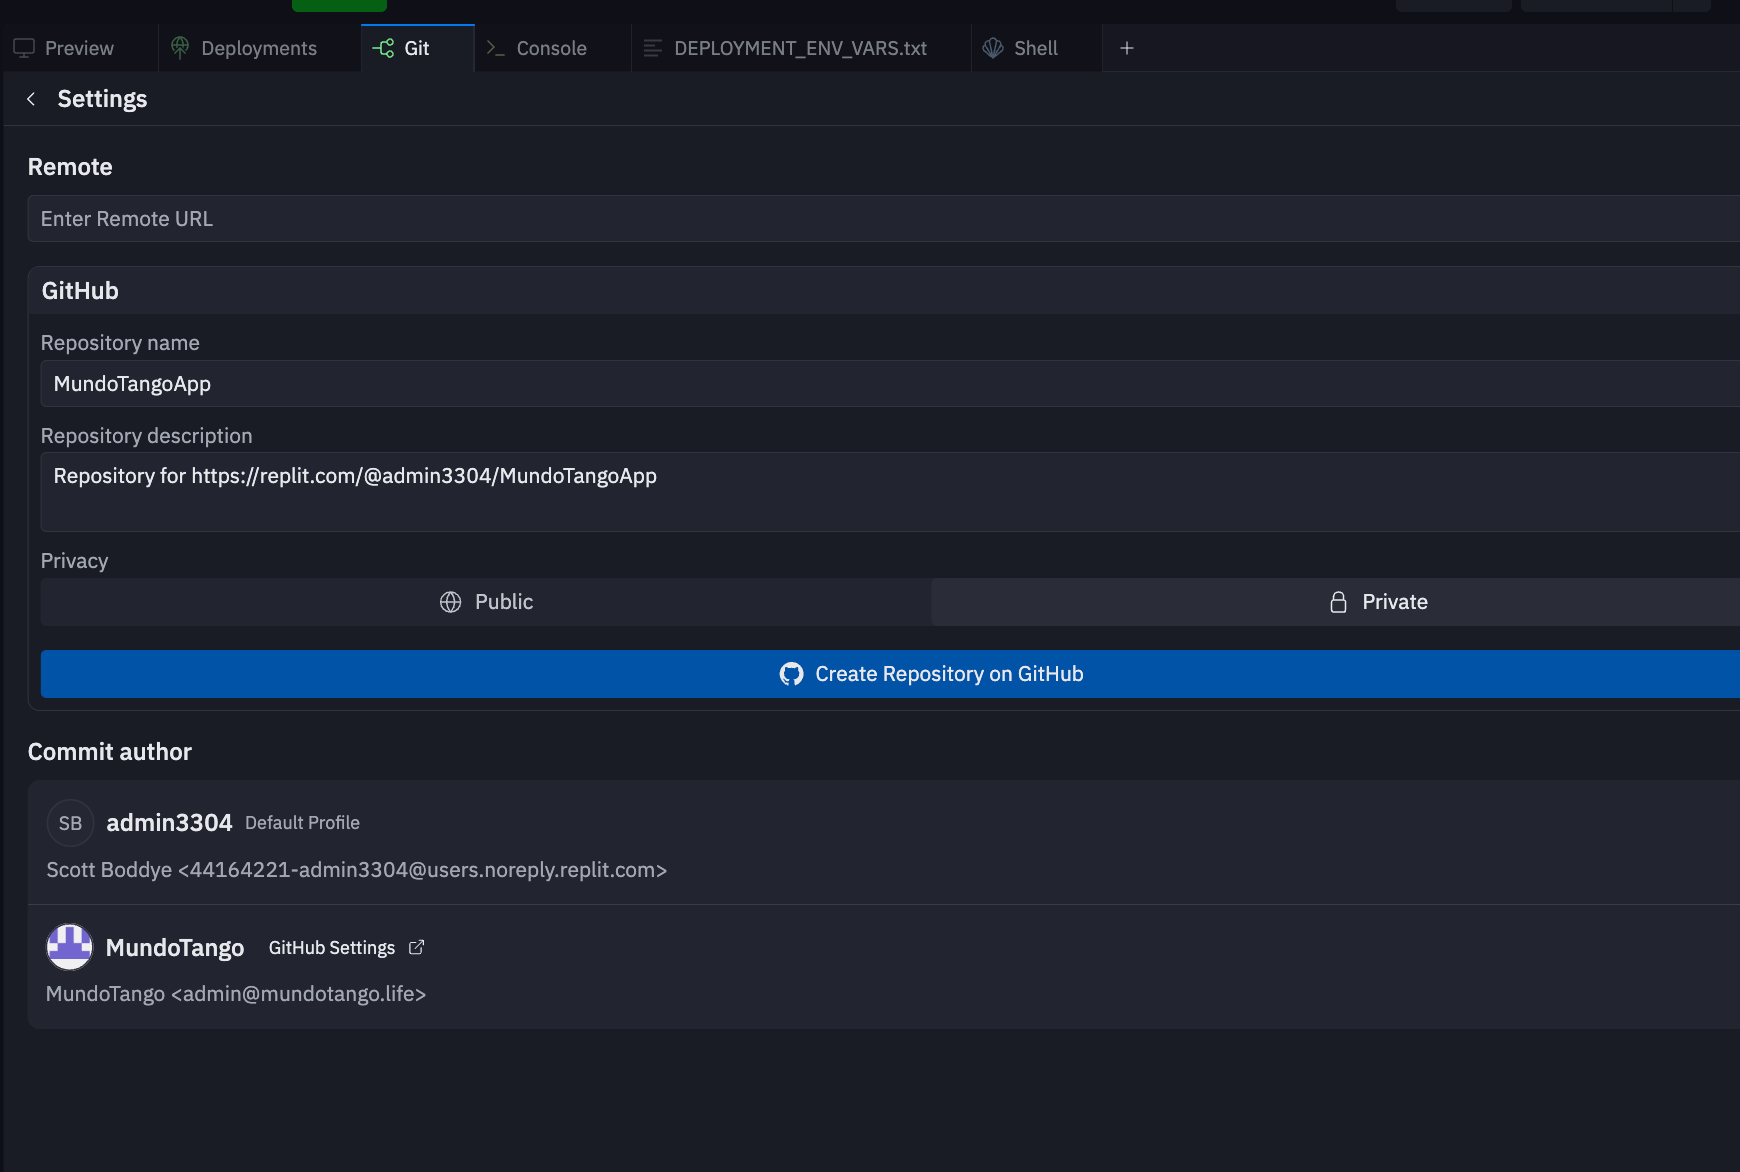 Preview
Deployments
Git
Console
DEPLOYMENT_ENV_VARS.txt
Shell
Settings
Remote
Enter Remote URL
GitHub
Repository name
MundoTangoApp
Repository description
Repository for https://replit.com/@admin3304/MundoTangoApp
Privacy
Public
Private
Create Repository on GitHub
Commit author
SB
admin3304 Default Profile
Scott Boddye <44164221-admin3304@users.noreply.replit.com>
MundoTango GitHub Settings
MundoTango <admin@mundotango.life>